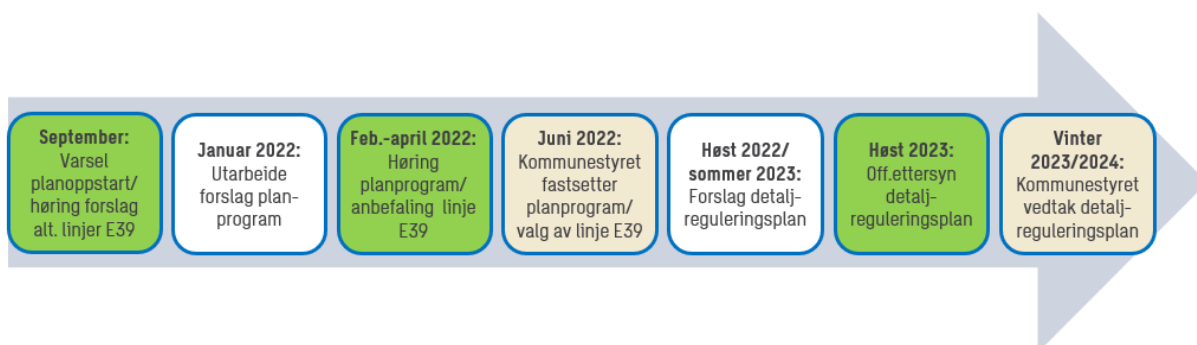 September:
Varsel
planoppstart/
høring forslag
alt. linjer E39
Januar 2022:
Utarbeide
forslag plan-
program
Feb.-april 2022:
Høring
planprogram/
anbefaling linje
E39
Juni 2022:
Kommunestyret
fastsetter
planprogram/
valg av linje E39
Høst 2022/
sommer 2023:
Forslag detalj-
reguleringsplan
Høst 2023:
Off.ettersyn
detalj-
reguleringsplan
Vinter
2023/2024:
Kommunestyret
vedtak detalj-
reguleringsplan